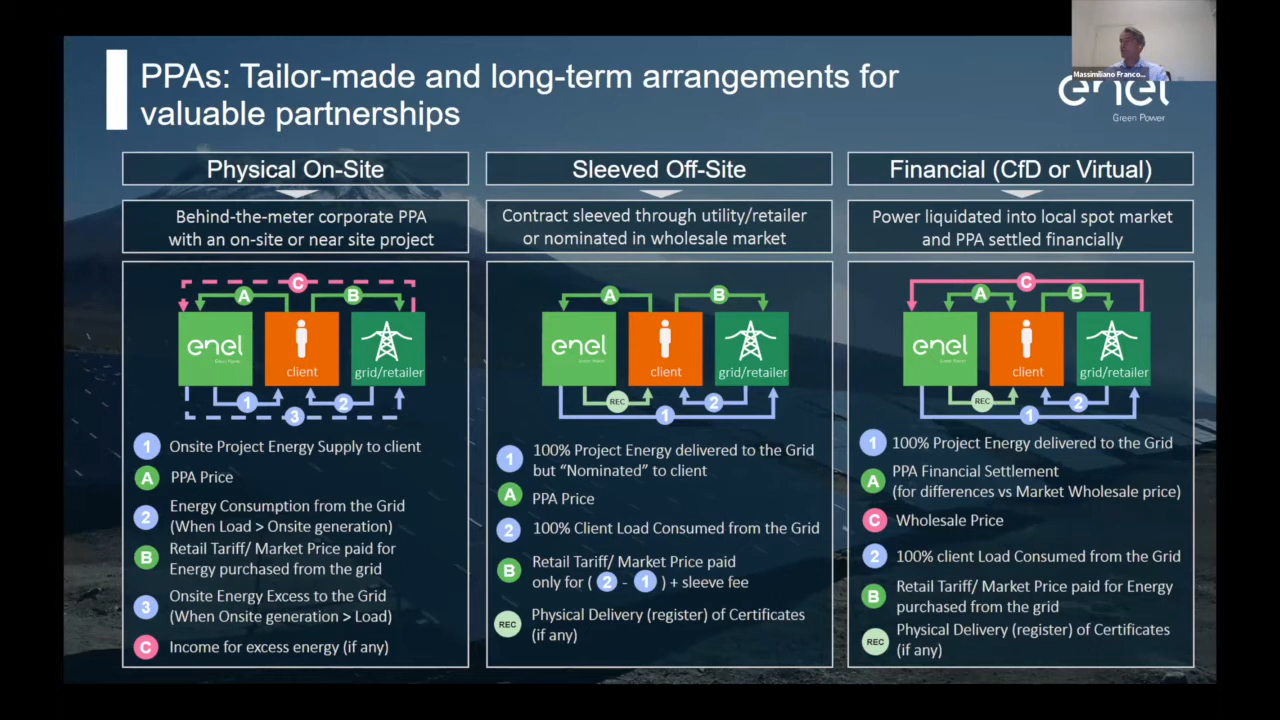 PPAs: Tailor-made and long-term arrangements for
valuable partnerships
Massimiliano Franco...
enel
Green Power
Physical On-Site
Behind-the-meter corporate PPA
with an on-site or near site project
C
A
B
enel
Green Power
client
grid/retailer
1
2
3
1 Onsite Project Energy Supply to client
A PPA Price
2 Energy Consumption from the Grid
(When Load > Onsite generation)
B Retail Tariff/ Market Price paid for
Energy purchased from the grid
3 Onsite Energy Excess to the Grid
(When Onsite generation > Load)
C Income for excess energy (if any)
Sleeved Off-Site
Contract sleeved through utility/retailer
or nominated in wholesale market
A
B
enel
Green Power
client
grid/retailer
REC
2
1
1 100% Project Energy delivered to the Grid
but “Nominated” to client
A PPA Price
2 100% Client Load Consumed from the Grid
B Retail Tariff/ Market Price paid
only for ( 2 - 1 ) + sleeve fee
REC Physical Delivery (register) of Certificates
(if any)
Financial (CfD or Virtual)
Power liquidated into local spot market
and PPA settled financially
C
A
B
enel
Green Power
client
grid/retailer
REC
2
1
1 100% Project Energy delivered to the Grid
A PPA Financial Settlement
(for differences vs Market Wholesale price)
C Wholesale Price
2 100% client Load Consumed from the Grid
B Retail Tariff/ Market Price paid for Energy
purchased from the grid
REC Physical Delivery (register) of Certificates
(if any)